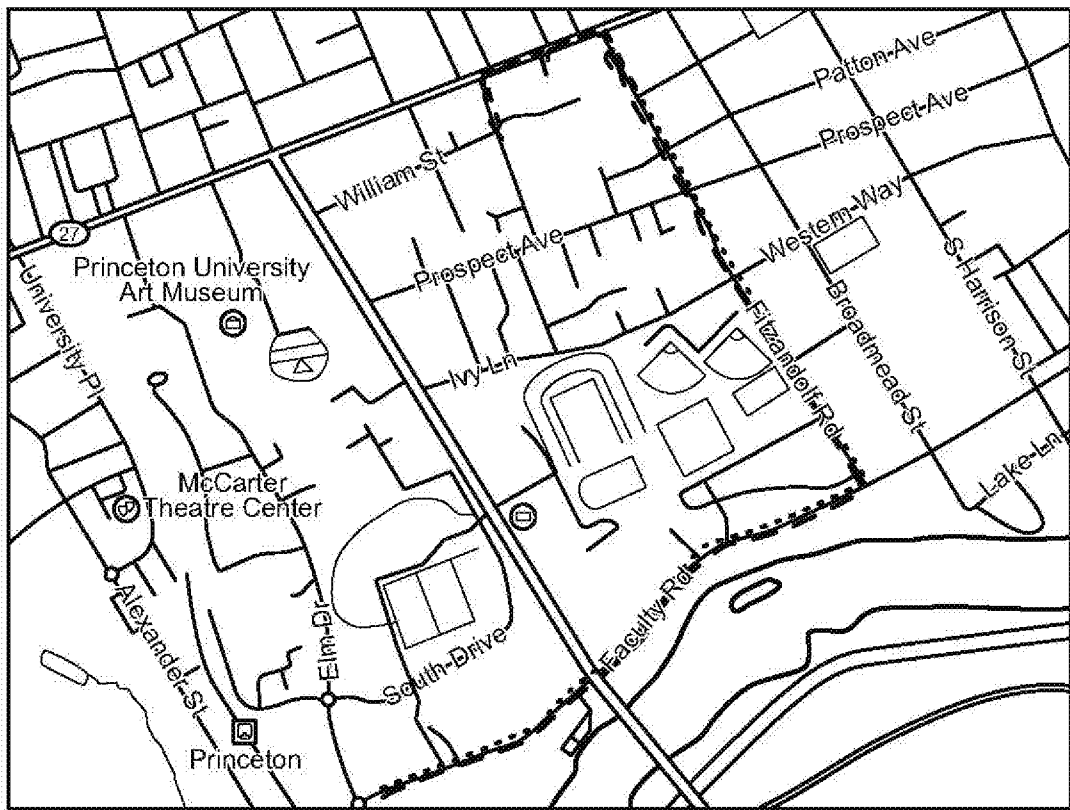 Patton-Ave
Prospect-Ave
William-St
Western-Way
27
Prospect-Ave
Princeton University
Art Museum
University-Pl
S-Harrison-St
Broadmead-St
Fitzandolf-Rd
Ivy-Ln
Lake-Ln
McCarter
Theatre Center
Alexander-St
Elm-Dr
Faculty-Rd
South-Drive
Princeton